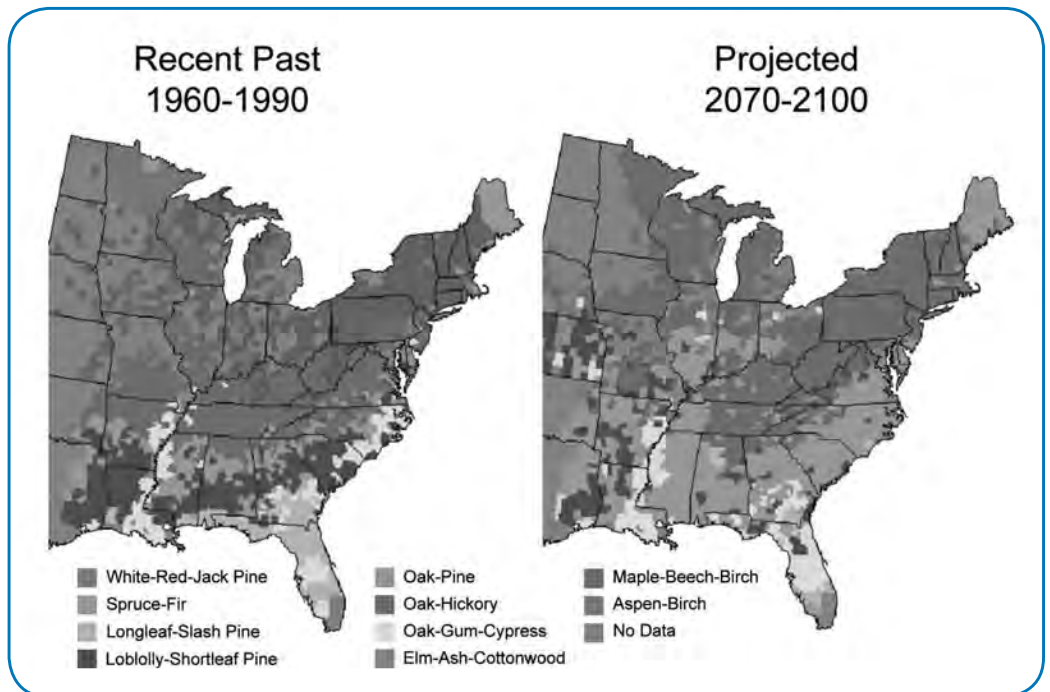 Recent Past
1960-1990
Projected
2070-2100
White-Red-Jack Pine
Spruce-Fir
Longleaf-Slash Pine
Loblolly-Shortleaf Pine
Oak-Pine
Oak-Hickory
Oak-Gum-Cypress
Elm-Ash-Cottonwood
Maple-Beech-Birch
Aspen-Birch
No Data